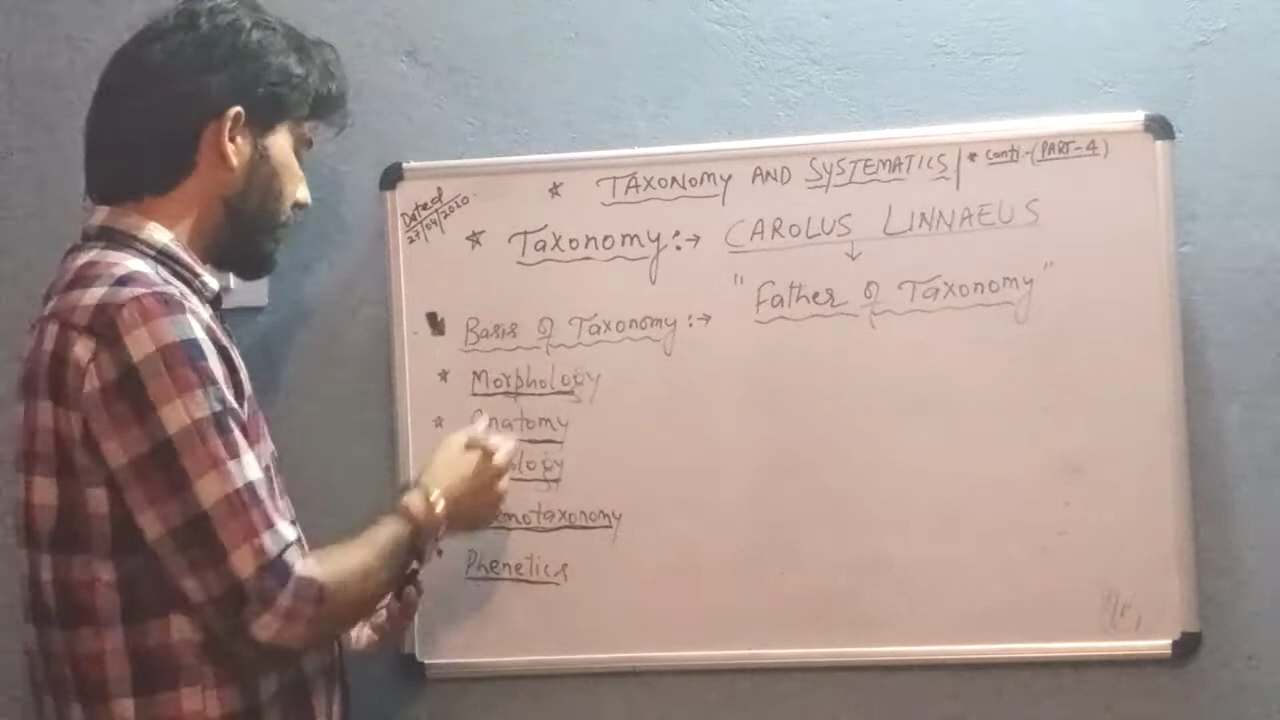 * TAXONOMY AND SYSTEMATICS / * Conti.-(PART-4)
Dated
27/04/2020.
* Taxonomy:→ CAROLUS LINNAEUS
↓
"Father of Taxonomy"
Basis of Taxonomy:→
* Morphology
* Anatomy
Phenetics